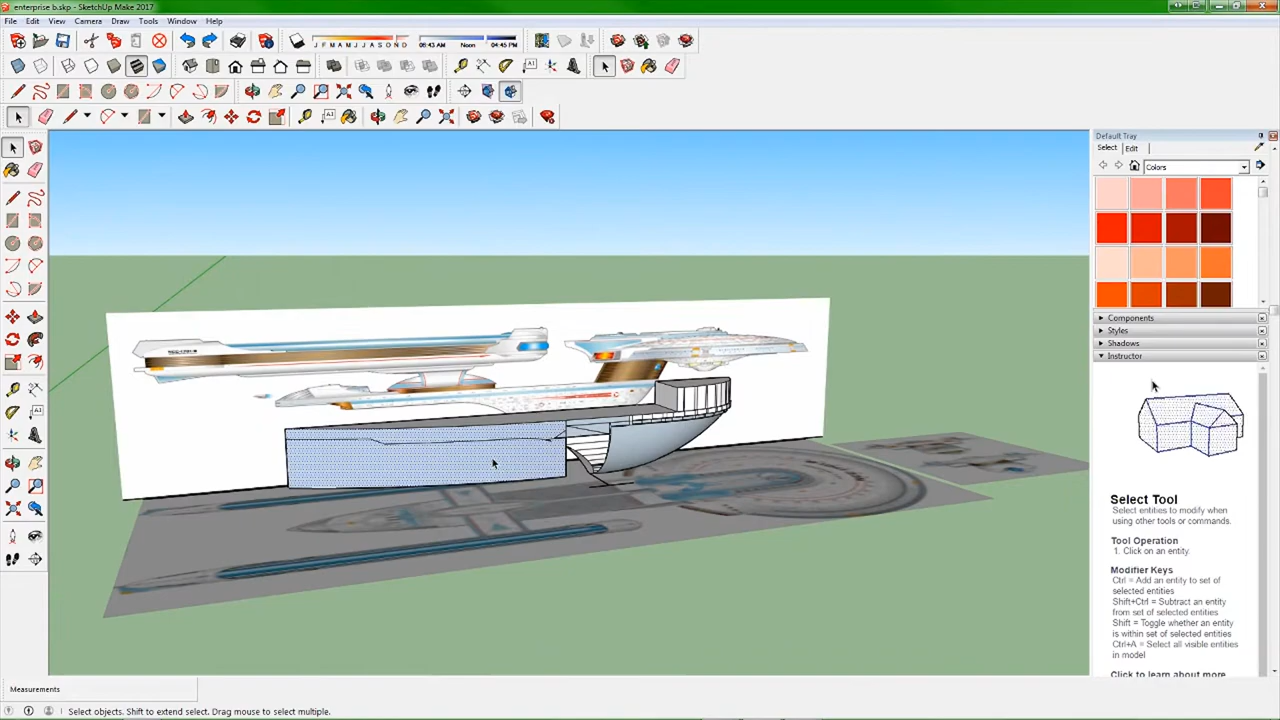 enterprise b.skp - SketchUp Make 2017
File Edit View Camera Draw Tools Window Help
J F M A M J J A S O N D
06:43 AM Noon 04:45 PM
Default Tray
Select Edit
Colors
Components
Styles
Shadows
Instructor
Select Tool
Select entities to modify when
using other tools or commands.
Tool Operation
1. Click on an entity.
Modifier Keys
Ctrl = Add an entity to set of
selected entities
Shift+Ctrl = Subtract an entity
from set of selected entities
Shift = Toggle whether an entity
is within set of selected entities
Ctrl+A = Select all visible entities
in model
Click to learn about more
Measurements
Select objects. Shift to extend select. Drag mouse to select multiple.